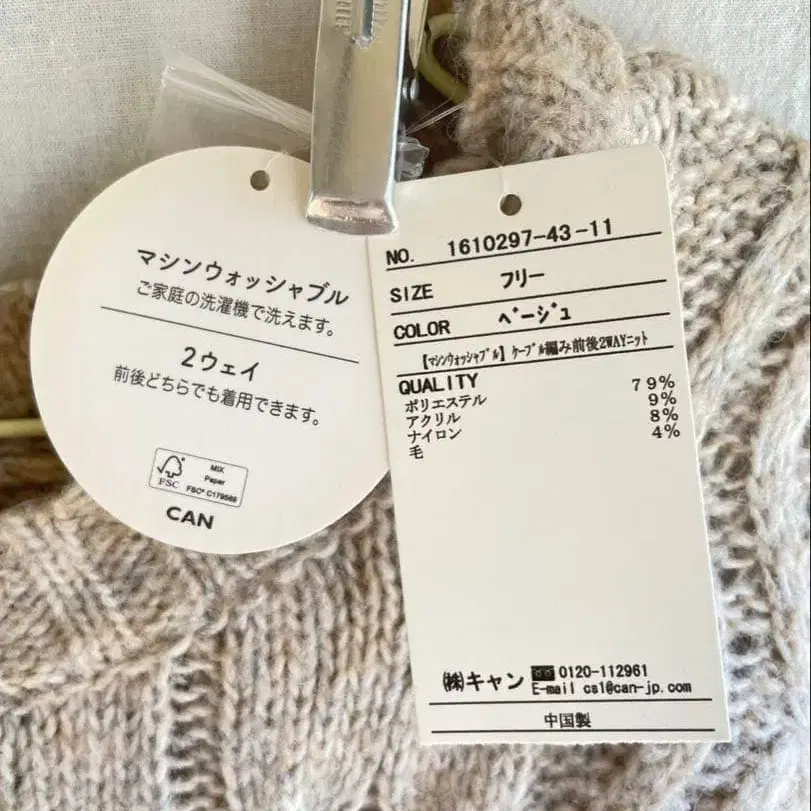 マシンウォッシャブル
ご家庭の洗濯機で洗えます。
2ウェイ
前後どちらでも着用できます。
FSC
MIX
Paper
FSC® C179566
CAN
NO. 1610297-43-11
SIZE フリー
COLOR ﾍﾞｰｼﾞｭ
【ﾏｼﾝｳｫｯｼｬﾌﾞﾙ】ｹｰﾌﾞﾙ編み前後2WAYﾆｯﾄ
QUALITY 79%
ポリエステル 9%
アクリル 8%
ナイロン 4%
毛
㈱キャン 0120-112961
E-mail cs1@can-jp.com
中国製